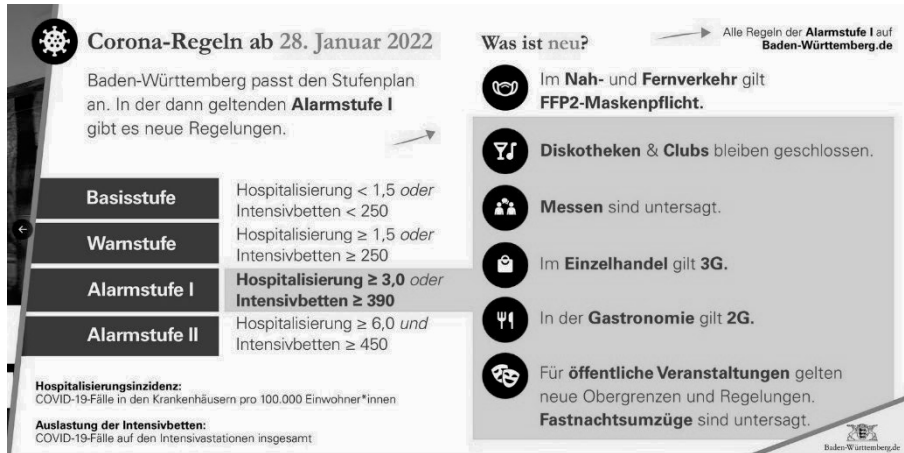 Corona-Regeln ab 28. Januar 2022
Baden-Württemberg passt den Stufenplan
an. In der dann geltenden Alarmstufe I
gibt es neue Regelungen.
Basisstufe
Hospitalisierung < 1,5 oder
Intensivbetten < 250
Warnstufe
Hospitalisierung ≥ 1,5 oder
Intensivbetten ≥ 250
Alarmstufe I
Hospitalisierung ≥ 3,0 oder
Intensivbetten ≥ 390
Alarmstufe II
Hospitalisierung ≥ 6,0 und
Intensivbetten ≥ 450
Hospitalisierungsinzidenz:
COVID-19-Fälle in den Krankenhäusern pro 100.000 Einwohner*innen
Auslastung der Intensivbetten:
COVID-19-Fälle auf den Intensivastationen insgesamt
Was ist neu?
Alle Regeln der Alarmstufe I auf
Baden-Württemberg.de
Im Nah- und Fernverkehr gilt
FFP2-Maskenpflicht.
Diskotheken & Clubs bleiben geschlossen.
Messen sind untersagt.
Im Einzelhandel gilt 3G.
In der Gastronomie gilt 2G.
Für öffentliche Veranstaltungen gelten
neue Obergrenzen und Regelungen.
Fastnachtsumzüge sind untersagt.
Baden-Württemberg.de